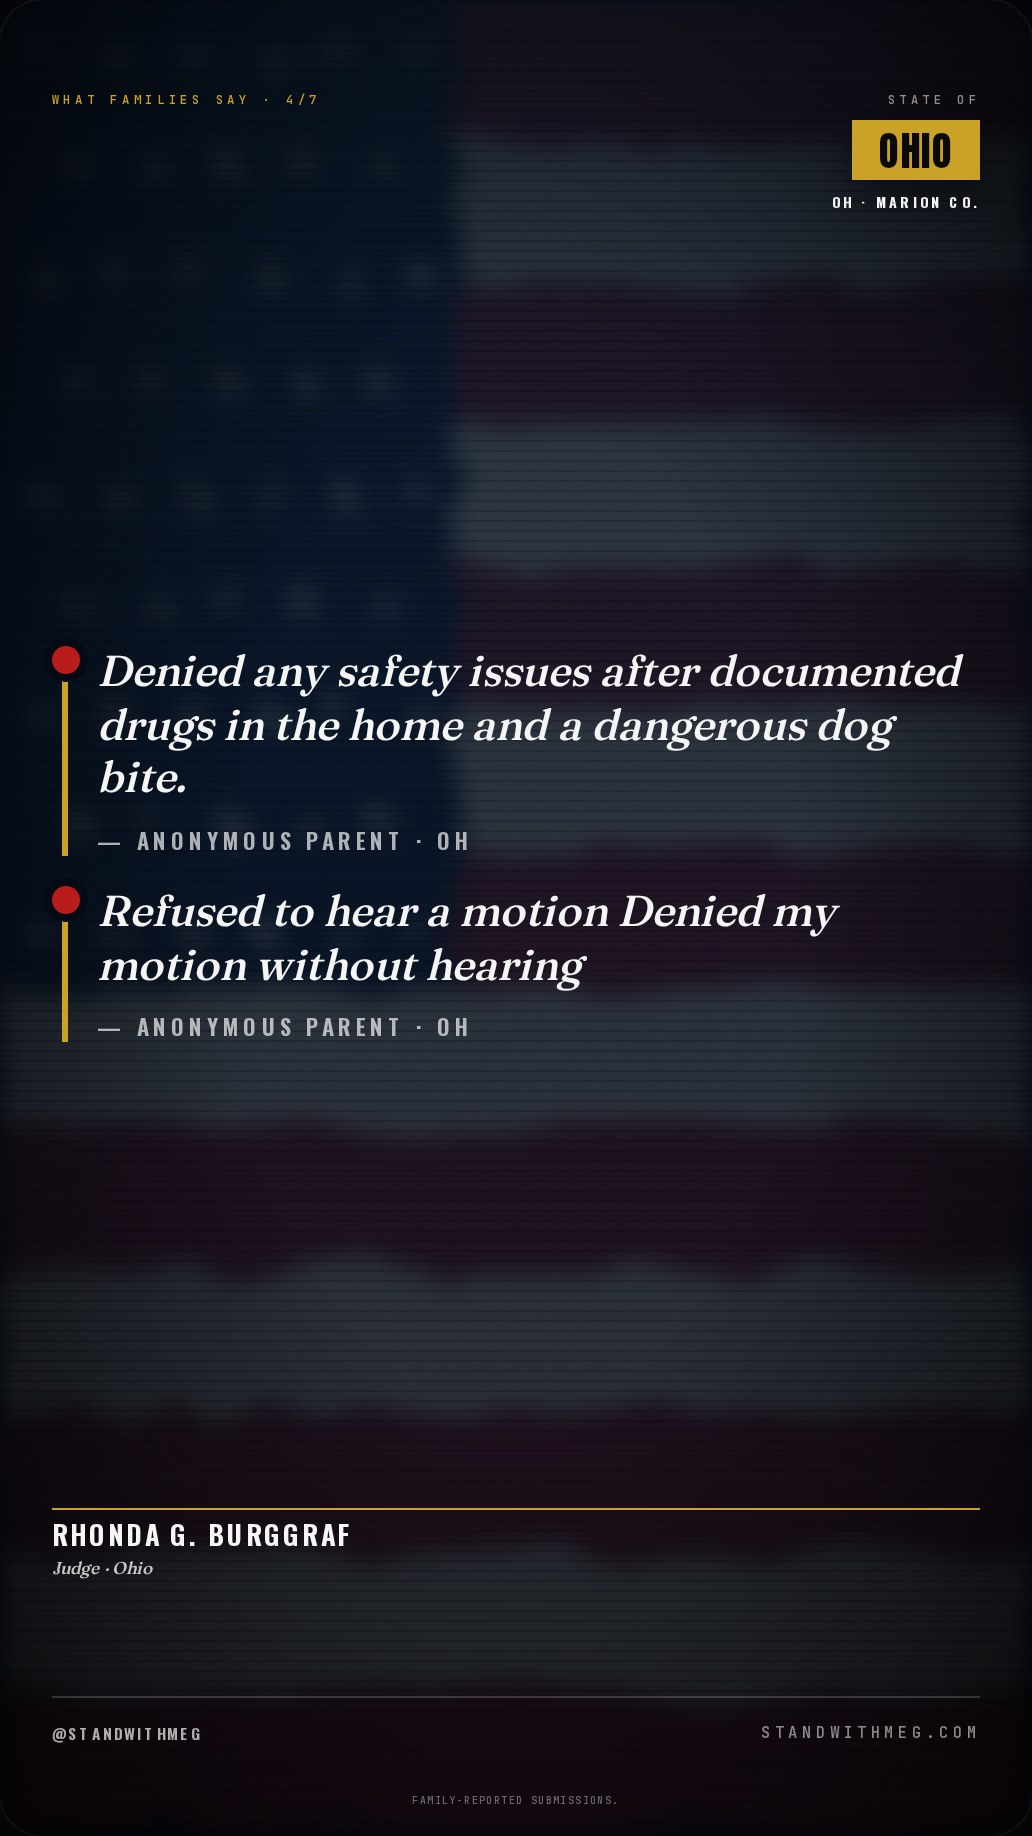 WHAT FAMILIES SAY · 4/7
STATE OF
OHIO
OH · MARION CO.
Denied any safety issues after documented
drugs in the home and a dangerous dog
bite.
— ANONYMOUS PARENT · OH
Refused to hear a motion Denied my
motion without hearing
— ANONYMOUS PARENT · OH
RHONDA G. BURGGRAF
Judge · Ohio
@STANDWITHMEG
STANDWITHMEG.COM
FAMILY-REPORTED SUBMISSIONS.